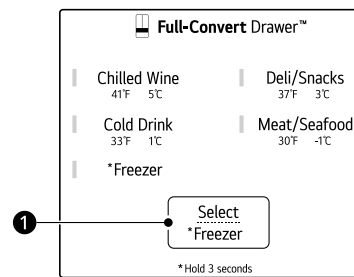 Full-Convert Drawer™
Chilled Wine
41°F 5°C
Deli/Snacks
37°F 3°C
Cold Drink
33°F 1°C
Meat/Seafood
30°F -1°C
*Freezer
1
Select
*Freezer
*Hold 3 seconds